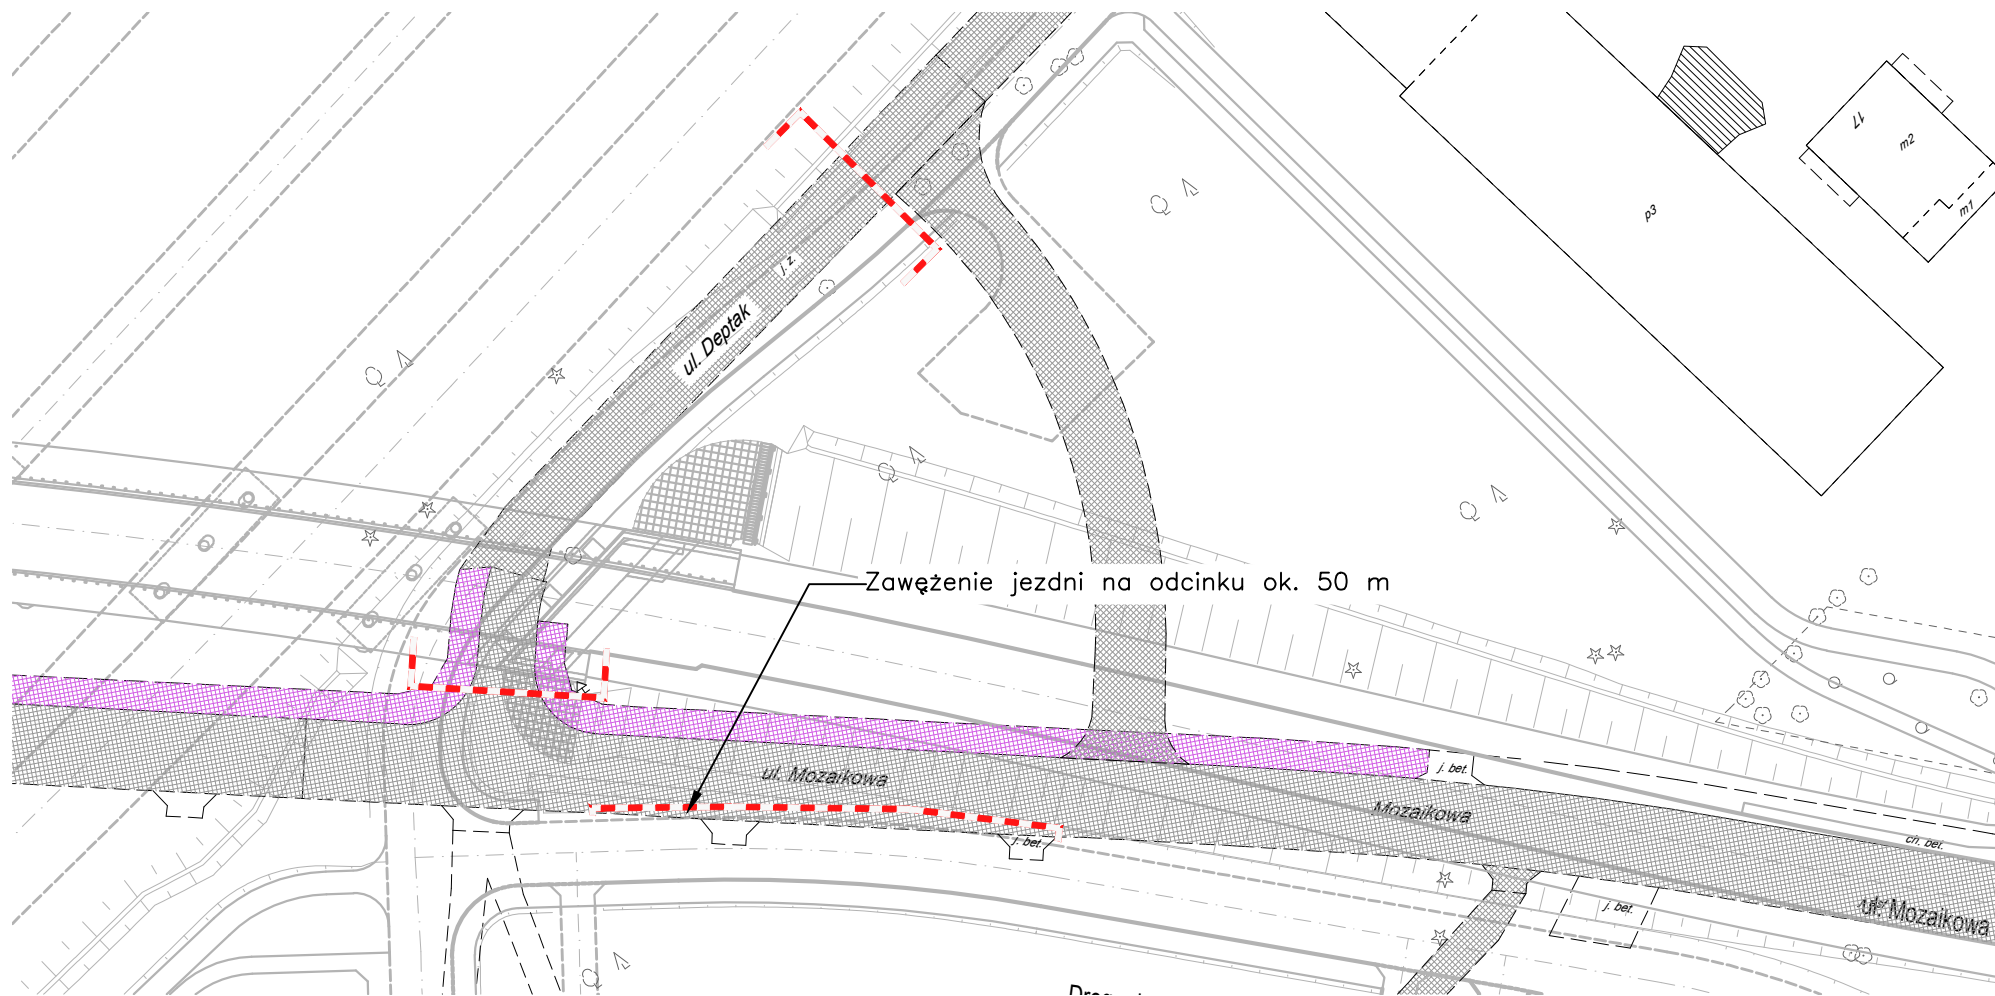 17
m2
m1
p3
j. ż.
ul. Deptak
Zawężenie jezdni na odcinku ok. 50 m
ul. Mozaikowa
j. bet.
Mozaikowa
j. bet.
ch. bet.
j. bet.
ul. Mozaikowa